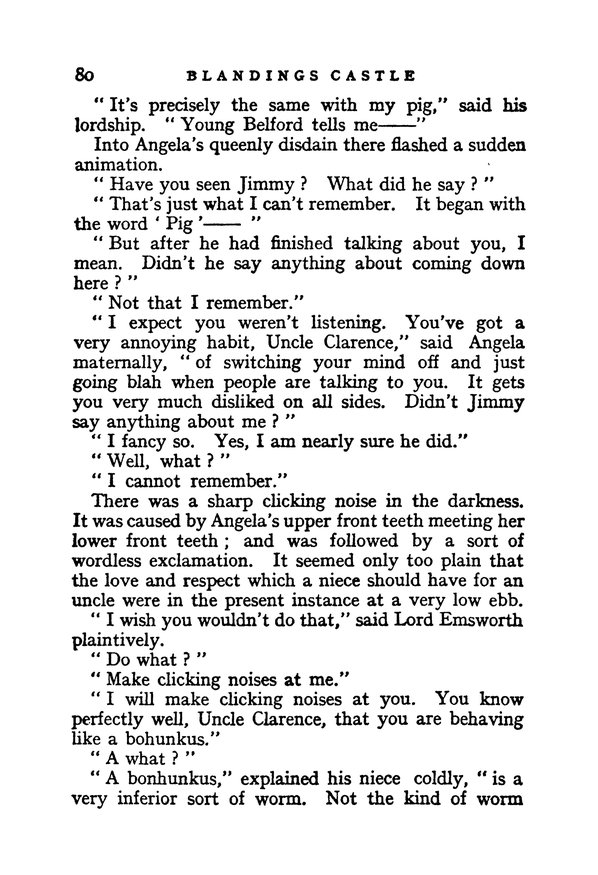 80 BLANDINGS CASTLE
“ It’s precisely the same with my pig,” said his
lordship. “ Young Belford tells me——”
Into Angela’s queenly disdain there flashed a sudden
animation.
“ Have you seen Jimmy ? What did he say ? ”
“ That’s just what I can’t remember. It began with
the word ‘ Pig ’—— ”
“ But after he had finished talking about you, I
mean. Didn’t he say anything about coming down
here ? ”
“ Not that I remember.”
“ I expect you weren’t listening. You’ve got a
very annoying habit, Uncle Clarence,” said Angela
maternally, “ of switching your mind off and just
going blah when people are talking to you. It gets
you very much disliked on all sides. Didn’t Jimmy
say anything about me ? ”
“ I fancy so. Yes, I am nearly sure he did.”
“ Well, what ? ”
“ I cannot remember.”
There was a sharp clicking noise in the darkness.
It was caused by Angela’s upper front teeth meeting her
lower front teeth ; and was followed by a sort of
wordless exclamation. It seemed only too plain that
the love and respect which a niece should have for an
uncle were in the present instance at a very low ebb.
“ I wish you wouldn’t do that,” said Lord Emsworth
plaintively.
“ Do what ? ”
“ Make clicking noises at me.”
“ I will make clicking noises at you. You know
perfectly well, Uncle Clarence, that you are behaving
like a bohunkus.”
“ A what ? ”
“ A bonhunkus,” explained his niece coldly, “ is a
very inferior sort of worm. Not the kind of worm